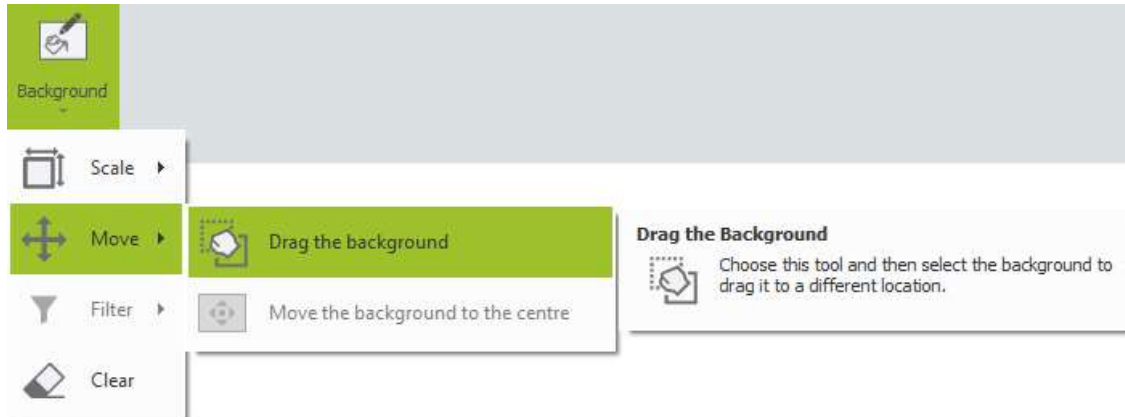 Background
Scale
Move
Drag the background
Drag the Background
Choose this tool and then select the background to
drag it to a different location.
Filter
Move the background to the centre
Clear